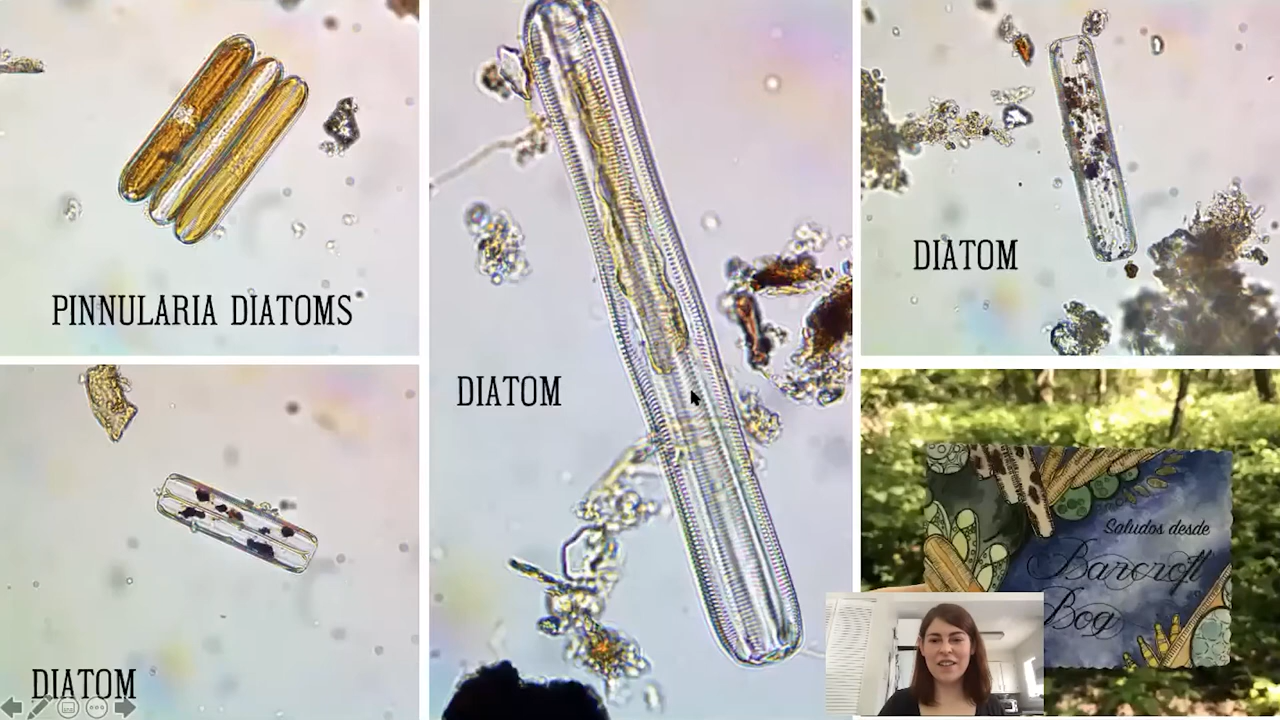 PINNULARIA DIATOMS
DIATOM
DIATOM
DIATOM
Saludos desde
Barcroft
Bog